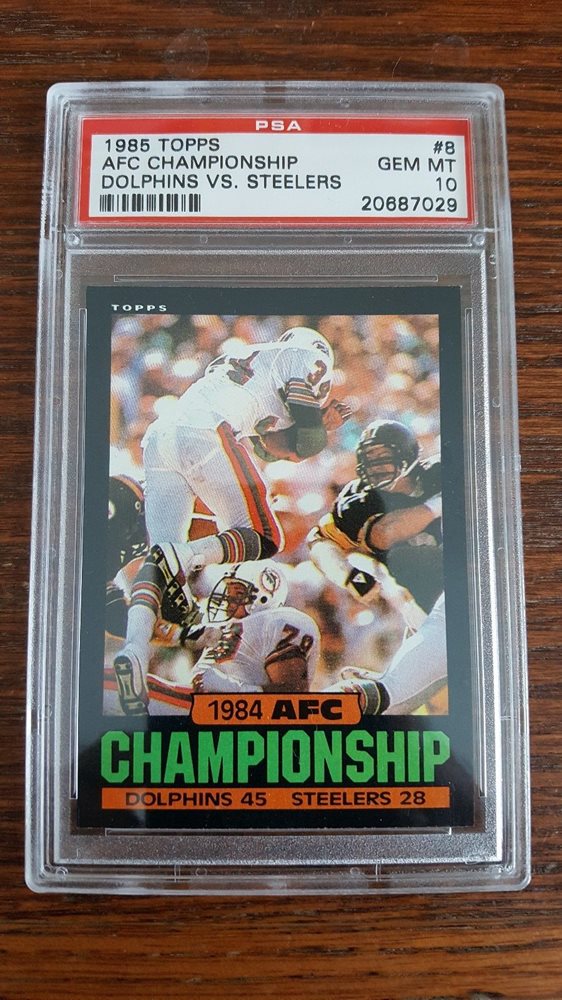 PSA
1985 TOPPS #8
AFC CHAMPIONSHIP GEM MT
DOLPHINS VS. STEELERS 10
20687029
TOPPS
79
1984 AFC
CHAMPIONSHIP
DOLPHINS 45 STEELERS 28